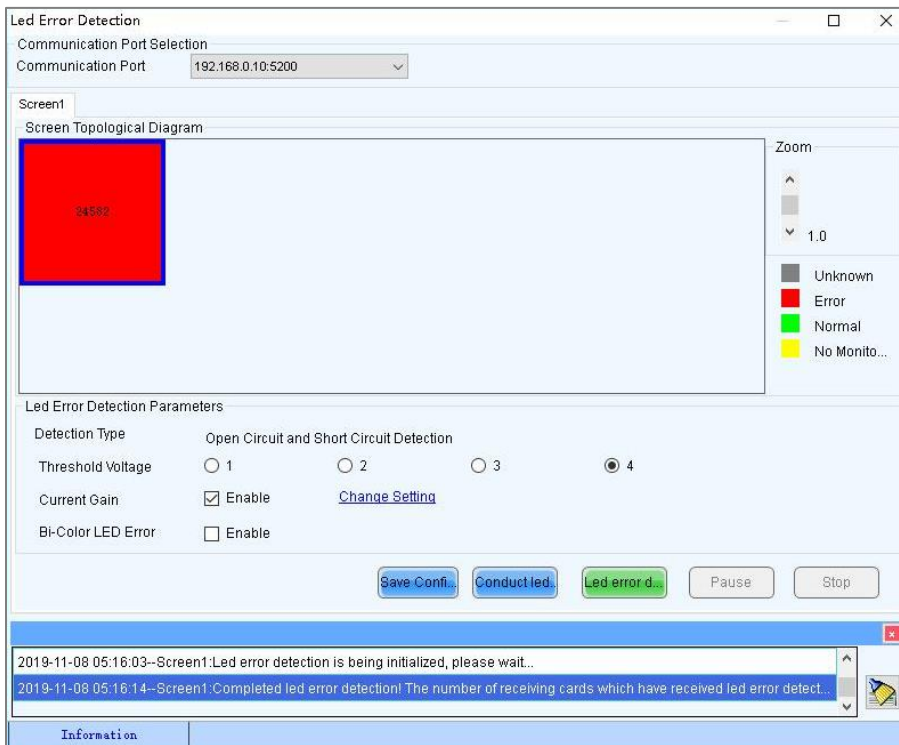 Led Error Detection
Communication Port Selection
Communication Port 192.168.0.10:5200
Screen1
Screen Topological Diagram
Zoom
24582
1.0
Unknown
Error
Normal
No Monito...
Led Error Detection Parameters
Detection Type Open Circuit and Short Circuit Detection
Threshold Voltage 1 2 3 4
Current Gain Enable Change Setting
Bi-Color LED Error Enable
Save Confi... Conduct led.. Led error d... Pause Stop
2019-11-08 05:16:03--Screen1:Led error detection is being initialized, please wait...
2019-11-08 05:16:14--Screen1:Completed led error detection! The number of receiving cards which have received led error detect...
Information